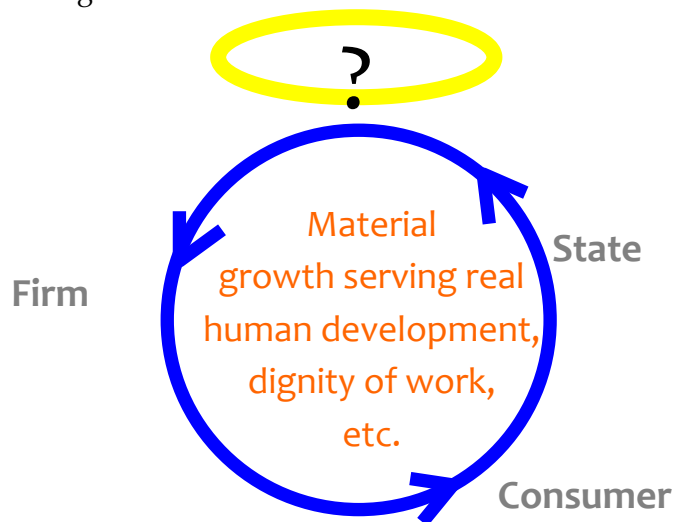 ?
Material
growth serving real
human development,
dignity of work,
etc.
State
Firm
Consumer